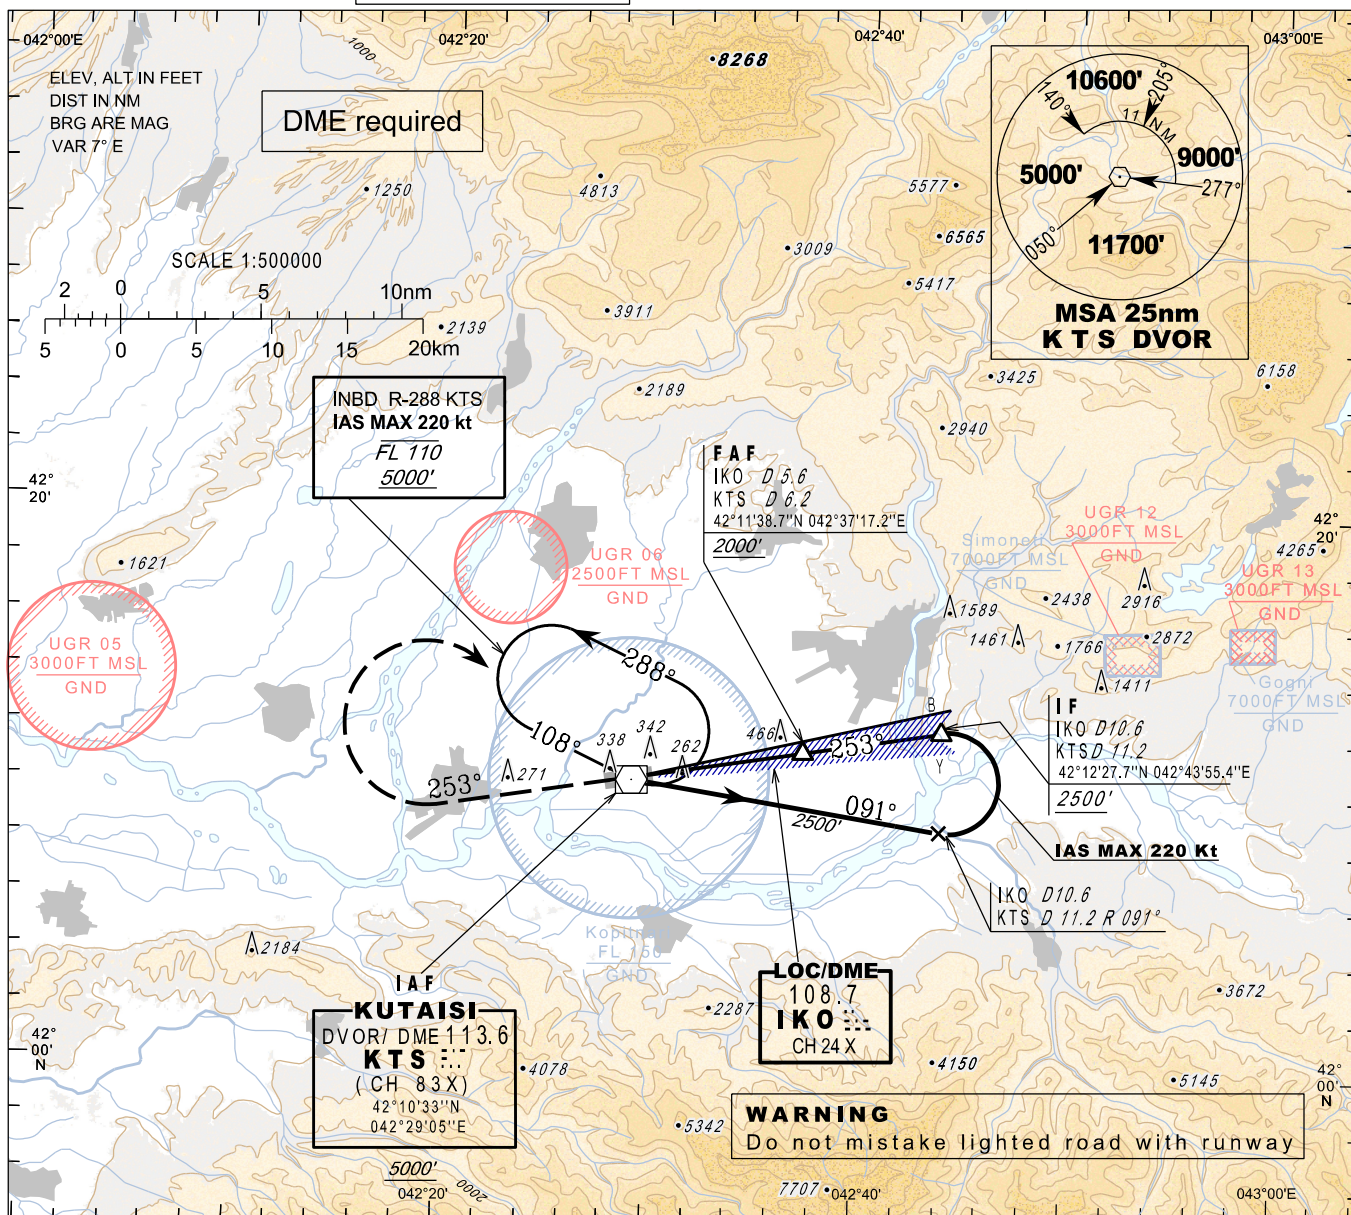 042°00'E
042°20'
042°40'
043°00'E
ELEV, ALT IN FEET
DIST IN NM
BRG ARE MAG
VAR 7° E
DME required
1000
8268
10600'
140°
205°
11 NM
9000'
5000'
277°
050°
11700'
MSA 25nm
KTS DVOR
1250
4813
5577
6565
3009
5417
SCALE 1:500000
2 0 5 10nm
5 0 5 10 15 20km
3911
2139
2189
3425
6158
2940
INBD R-288 KTS
IAS MAX 220 kt
FL 110
5000'
FAF
IKO D 5.6
KTS D 6.2
42°11'38.7"N 042°37'17.2"E
2000'
42°
20'
42°
20'
UGR 12
3000FT MSL
GND
7000FT MSL
GND
4265
UGR 13
3000FT MSL
GND
UGR 06
2500FT MSL
GND
1621
UGR 05
3000FT MSL
GND
1589
2438
2916
1461
1766
2872
1411
Gogni
7000FT MSL
GND
288°
108°
338
342
262
466
253°
B
Y
271
253°
IF
IKO D10.6
KTS D 11.2
42°12'27.7"N 042°43'55.4"E
2500'
091°
2500'
IAS MAX 220 Kt
IKO D10.6
KTS D 11.2 R 091°
2184
FL 150
GND
IAF
KUTAISI
DVOR/ DME 113.6
KTS
(CH 83X)
42°10'33"N
042°29'05"E
5000'
LOC/DME
108.7
IKO
CH 24 X
2287
3672
4150
4078
5145
5342
7707
42°
00'
N
42°
00'
N
WARNING
Do not mistake lighted road with runway
042°20'
2000
042°40'
043°00'E